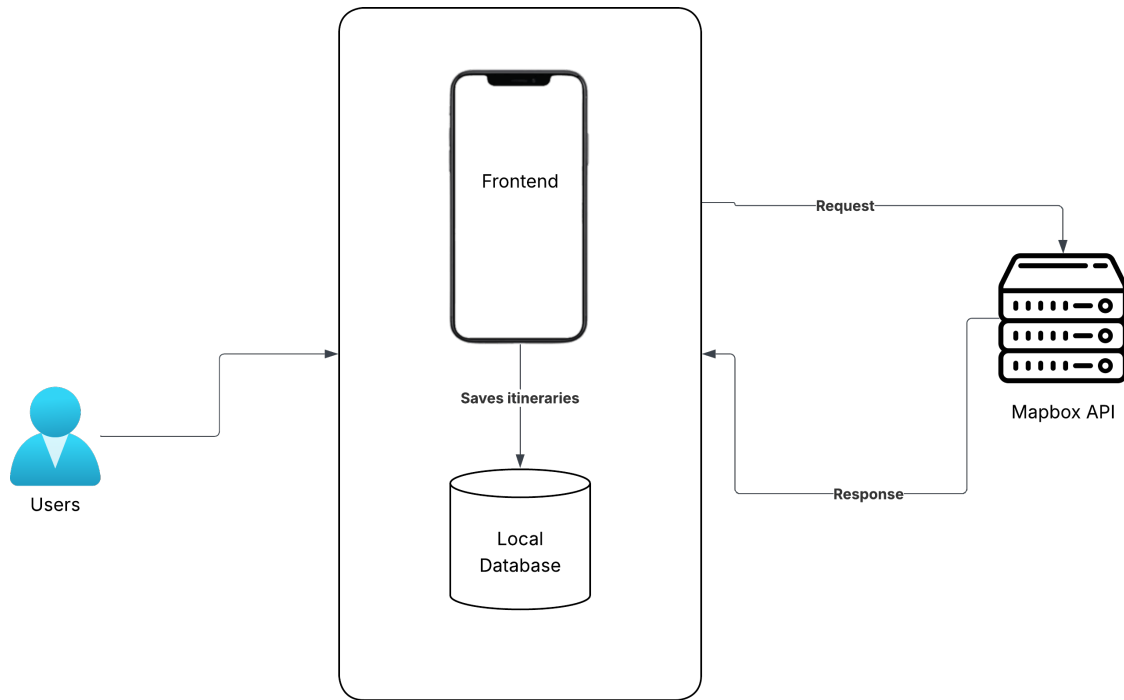 Frontend
Request
Saves itineraries
Mapbox API
Users
Response
Local
Database